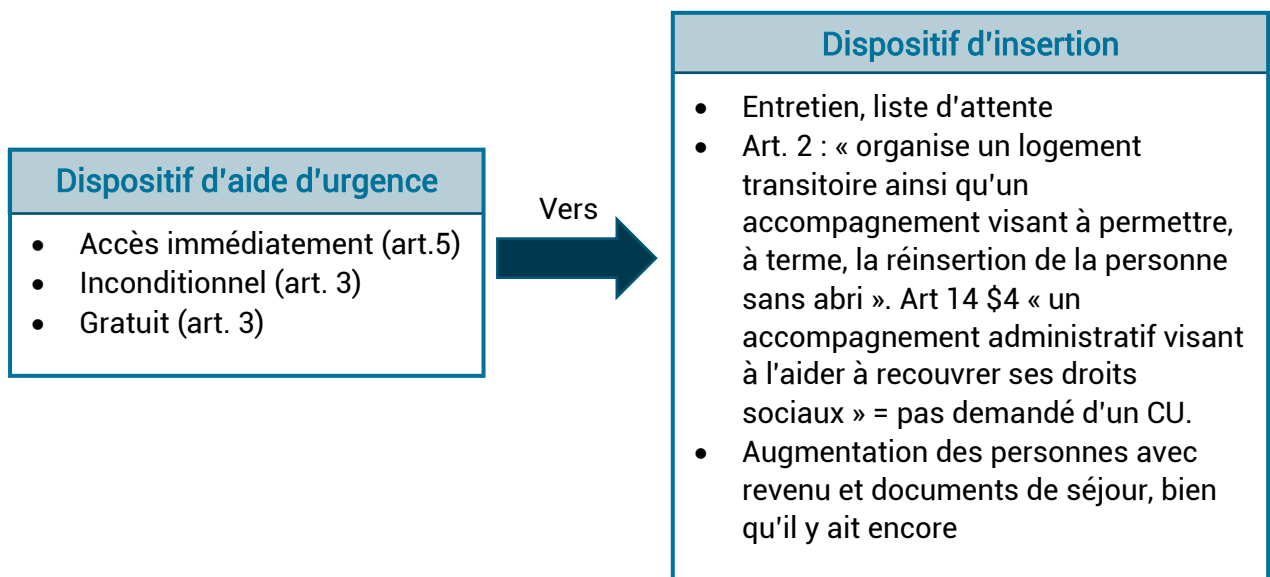 Dispositif d'aide d'urgence
• Accès immédiatement (art.5)
• Inconditionnel (art. 3)
• Gratuit (art. 3)
Vers
Dispositif d'insertion
• Entretien, liste d'attente
• Art. 2 : « organise un logement
transitoire ainsi qu'un
accompagnement visant à permettre,
à terme, la réinsertion de la personne
sans abri ». Art 14 $4 « un
accompagnement administratif visant
à l'aider à recouvrer ses droits
sociaux » = pas demandé d'un CU.
• Augmentation des personnes avec
revenu et documents de séjour, bien
qu'il y ait encore